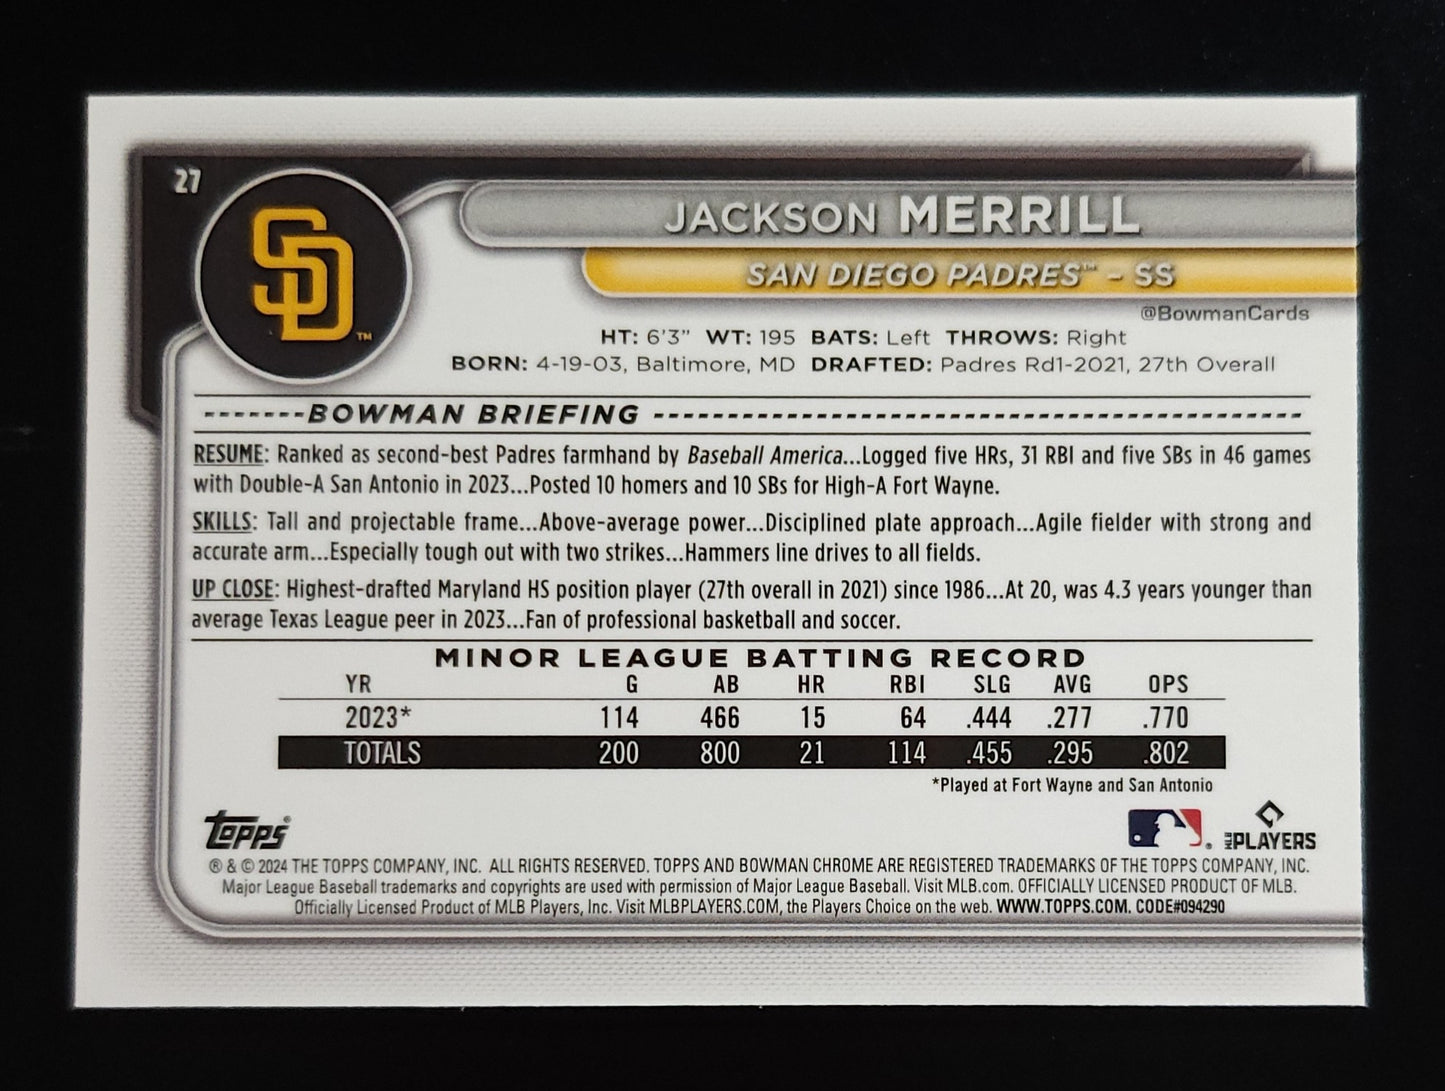 27
SD™
JACKSON MERRILL
SAN DIEGO PADRES™ - SS
@BowmanCards
HT: 6'3" WT: 195 BATS: Left THROWS: Right
BORN: 4-19-03, Baltimore, MD DRAFTED: Padres Rd1-2021, 27th Overall
BOWMAN BRIEFING
RESUME: Ranked as second-best Padres farmhand by Baseball America...Logged five HRs, 31 RBI and five SBs in 46 games
with Double-A San Antonio in 2023...Posted 10 homers and 10 SBs for High-A Fort Wayne.
SKILLS: Tall and projectable frame...Above-average power...Disciplined plate approach...Agile fielder with strong and
accurate arm...Especially tough out with two strikes...Hammers line drives to all fields.
UP CLOSE: Highest-drafted Maryland HS position player (27th overall in 2021) since 1986...At 20, was 4.3 years younger than
average Texas League peer in 2023...Fan of professional basketball and soccer.
MINOR LEAGUE BATTING RECORD
YR G AB HR RBI SLG AVG OPS
2023* 114 466 15 64 .444 .277 .770
TOTALS 200 800 21 114 .455 .295 .802
*Played at Fort Wayne and San Antonio
Topps® MLB PLAYERS
® & © 2024 THE TOPPS COMPANY, INC. ALL RIGHTS RESERVED. TOPPS AND BOWMAN CHROME ARE REGISTERED TRADEMARKS OF THE TOPPS COMPANY, INC.
Major League Baseball trademarks and copyrights are used with permission of Major League Baseball. Visit MLB.com. OFFICIALLY LICENSED PRODUCT OF MLB.
Officially Licensed Product of MLB Players, Inc. Visit MLBPLAYERS.COM, the Players Choice on the web. WWW.TOPPS.COM. CODE#094290